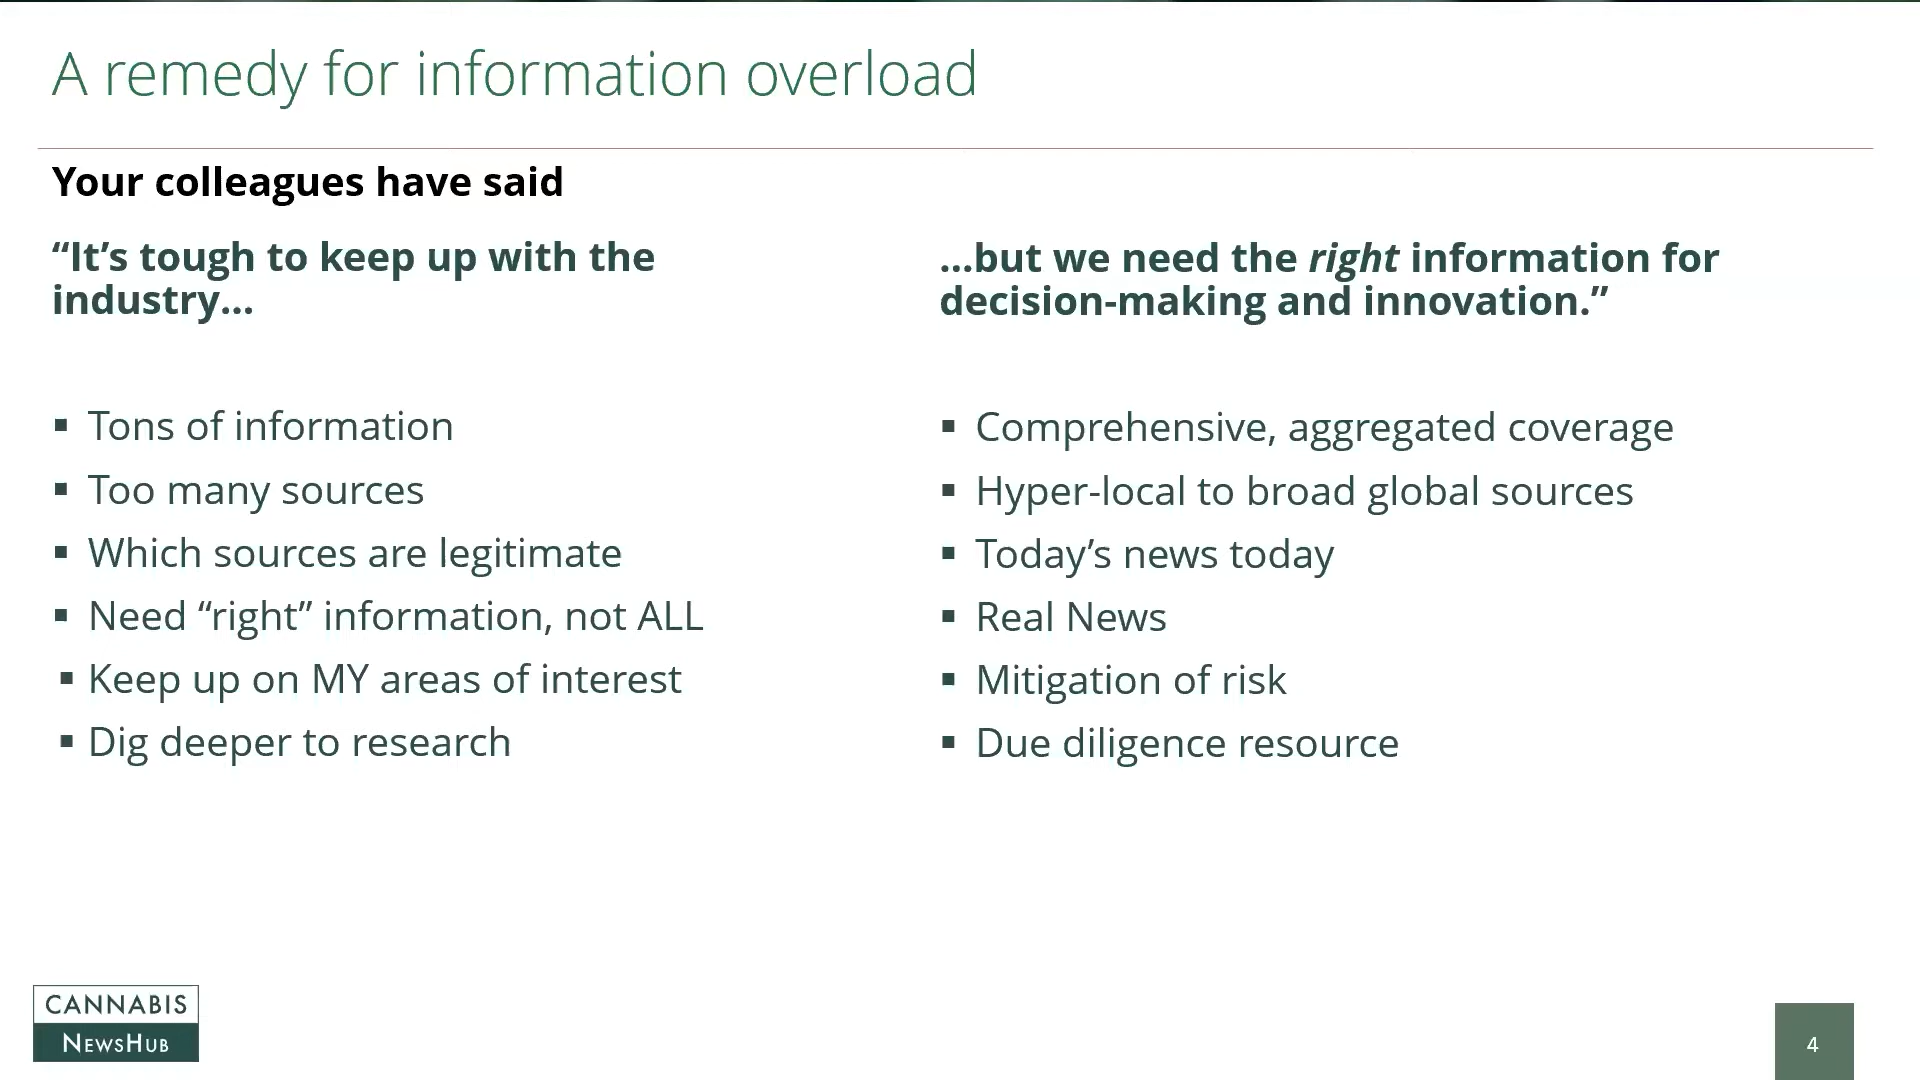 A remedy for information overload
Your colleagues have said
“It’s tough to keep up with the
industry…
▪ Tons of information
▪ Too many sources
▪ Which sources are legitimate
▪ Need “right” information, not ALL
▪ Keep up on MY areas of interest
▪ Dig deeper to research
…but we need the right information for
decision-making and innovation.”
▪ Comprehensive, aggregated coverage
▪ Hyper-local to broad global sources
▪ Today’s news today
▪ Real News
▪ Mitigation of risk
▪ Due diligence resource
CANNABIS
NEWSHUB
4